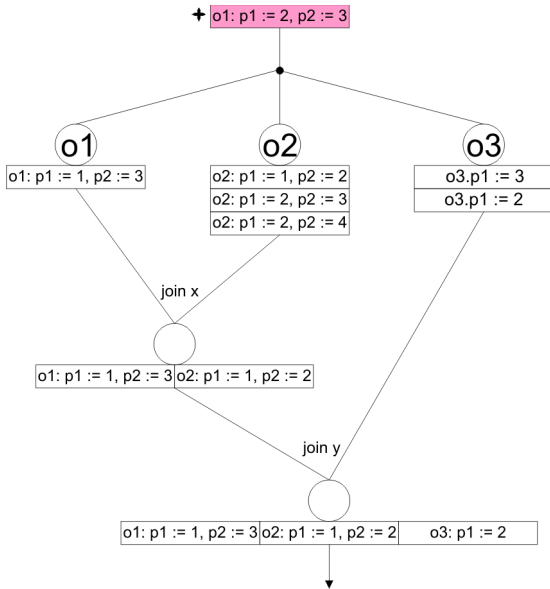 o1: p1 := 2, p2 := 3
o1
o2
o3
o1: p1 := 1, p2 := 3
o2: p1 := 1, p2 := 2
o3.p1 := 3
o2: p1 := 2, p2 := 3
o3.p1 := 2
o2: p1 := 2, p2 := 4
join x
o1: p1 := 1, p2 := 3
o2: p1 := 1, p2 := 2
join y
o1: p1 := 1, p2 := 3
o2: p1 := 1, p2 := 2
o3: p1 := 2